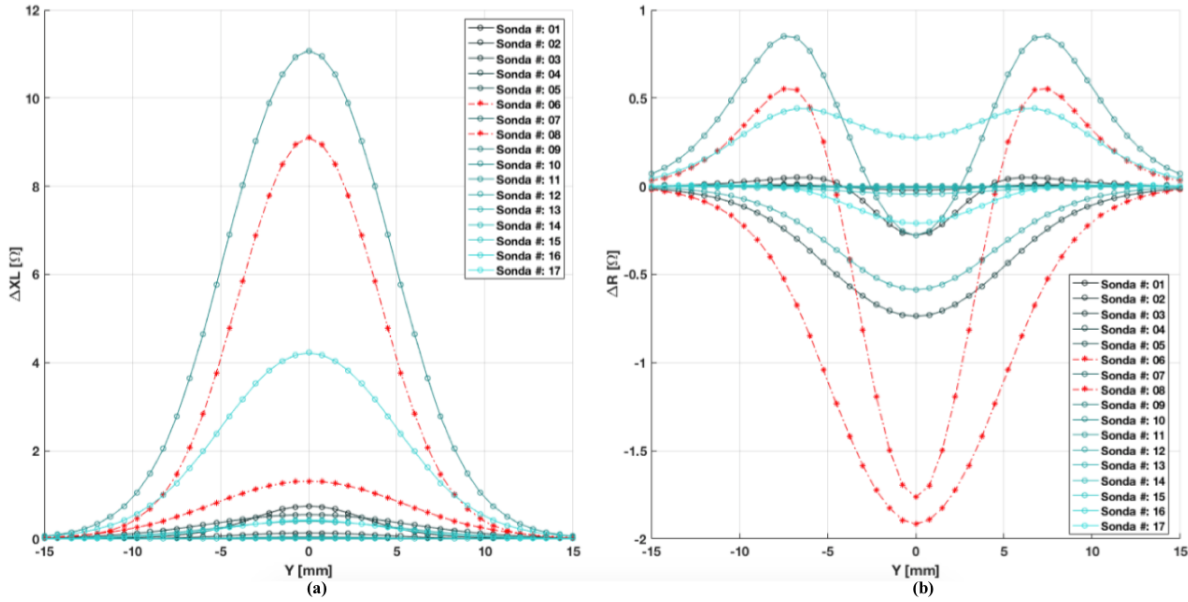 12
10
8
6
4
2
0
ΔXL [Ω]
-15
-10
-5
0
5
10
15
Y [mm]
Sonda #: 01
Sonda #: 02
Sonda #: 03
Sonda #: 04
Sonda #: 05
Sonda #: 06
Sonda #: 07
Sonda #: 08
Sonda #: 09
Sonda #: 10
Sonda #: 11
Sonda #: 12
Sonda #: 13
Sonda #: 14
Sonda #: 15
Sonda #: 16
Sonda #: 17
(a)
1
0.5
0
-0.5
-1
-1.5
-2
ΔR [Ω]
-15
-10
-5
0
5
10
15
Y [mm]
Sonda #: 01
Sonda #: 02
Sonda #: 03
Sonda #: 04
Sonda #: 05
Sonda #: 06
Sonda #: 07
Sonda #: 08
Sonda #: 09
Sonda #: 10
Sonda #: 11
Sonda #: 12
Sonda #: 13
Sonda #: 14
Sonda #: 15
Sonda #: 16
Sonda #: 17
(b)